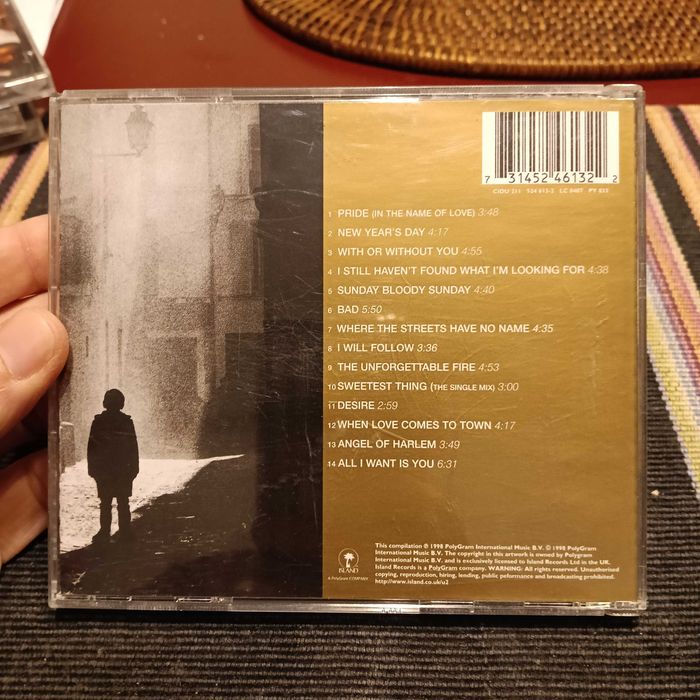 7 31452 46132 2
CIDU 211 524 613-2 LC 0407 PY 858
1 PRIDE (IN THE NAME OF LOVE) 3:48
2 NEW YEAR'S DAY 4:17
3 WITH OR WITHOUT YOU 4:55
4 I STILL HAVEN'T FOUND WHAT I'M LOOKING FOR 4:38
5 SUNDAY BLOODY SUNDAY 4:40
6 BAD 5:50
7 WHERE THE STREETS HAVE NO NAME 4:35
8 I WILL FOLLOW 3:36
9 THE UNFORGETTABLE FIRE 4:53
10 SWEETEST THING (THE SINGLE MIX) 3:00
11 DESIRE 2:59
12 WHEN LOVE COMES TO TOWN 4:17
13 ANGEL OF HARLEM 3:49
14 ALL I WANT IS YOU 6:31
ISLAND
A PolyGram COMPANY
This compilation ℗ 1998 PolyGram International Music B.V. © 1998 PolyGram
International Music B.V. The copyright in this artwork is owned by Polygram
International Music B.V. and is exclusively licensed to Island Records Ltd in the UK.
Island Records is a PolyGram company. WARNING: All rights reserved. Unauthorised
copying, reproduction, hiring, lending, public peformance and broadcasting prohibited.
http://www.island.co.uk/u2